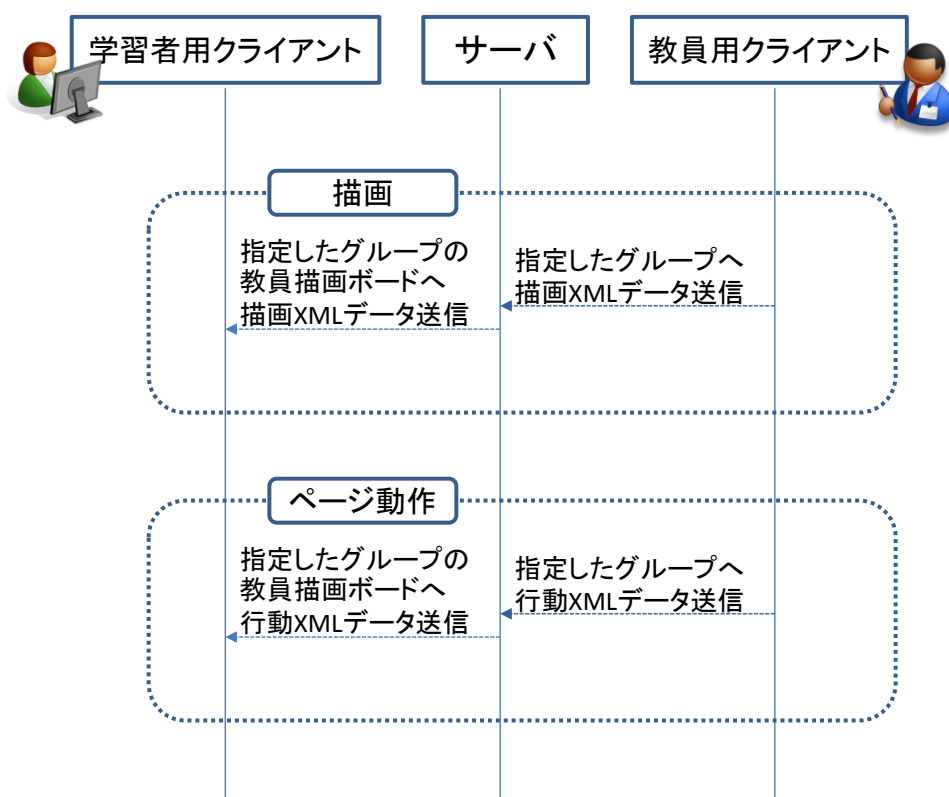 学習者用クライアント
サーバ
教員用クライアント
描画
指定したグループの
教員描画ボードへ
描画XMLデータ送信
指定したグループへ
描画XMLデータ送信
ページ動作
指定したグループの
教員描画ボードへ
行動XMLデータ送信
指定したグループへ
行動XMLデータ送信